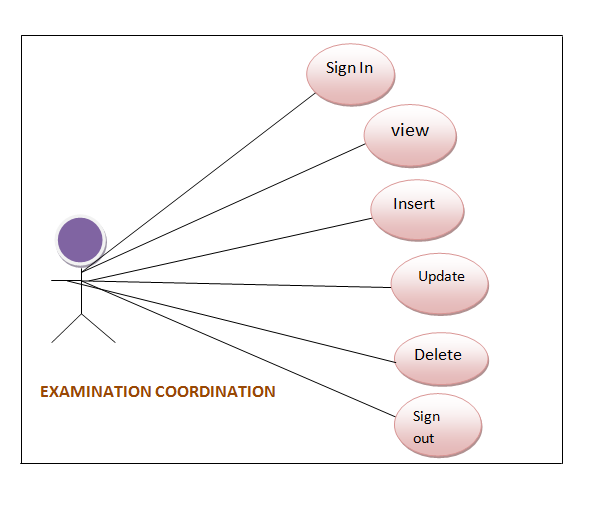 Sign In
view
Insert
Update
Delete
EXAMINATION COORDINATION
Sign
out